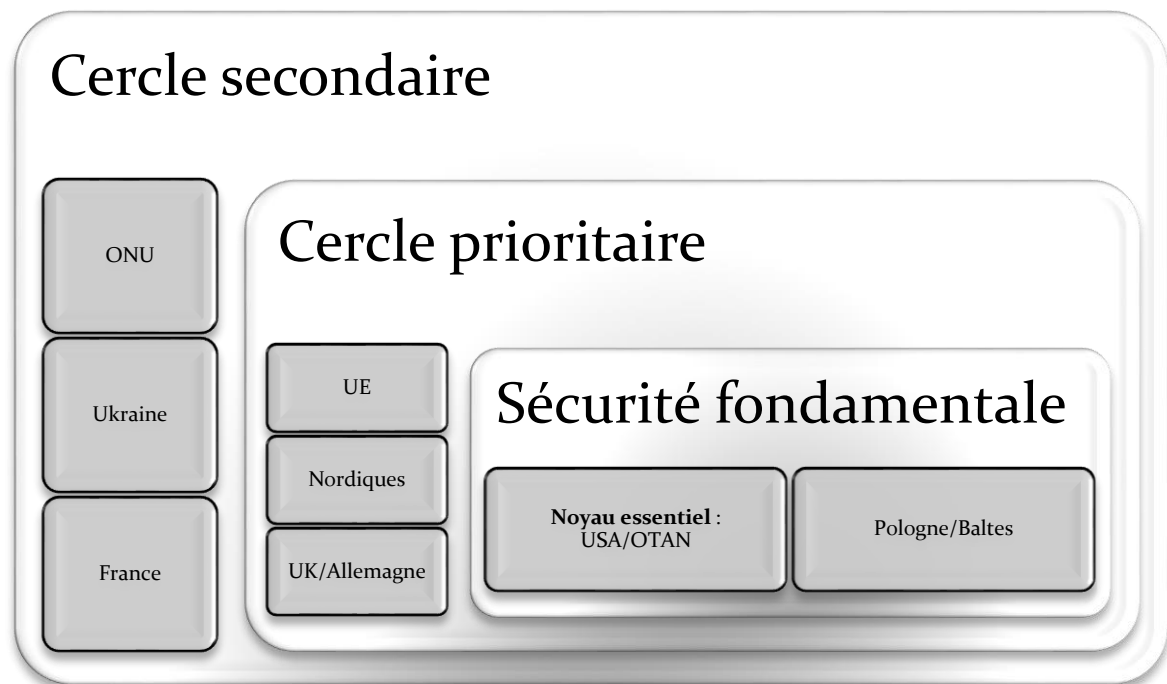 Cercle secondaire
ONU
Ukraine
France
Cercle prioritaire
UE
Nordiques
UK/Allemagne
Sécurité fondamentale
Noyau essentiel :
USA/OTAN
Pologne/Baltes